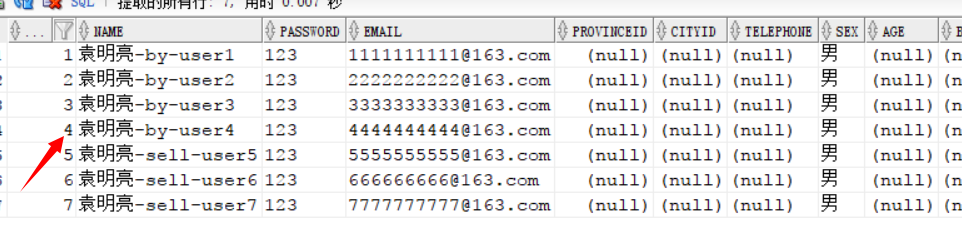 SQL | 提取的所有行: 7, 用时 0.007 秒
... NAME PASSWORD EMAIL PROVINCEID CITYID TELEPHONE SEX AGE
1 袁明亮-by-user1 123 1111111111@163.com (null) (null) (null) 男 (null)
2 袁明亮-by-user2 123 2222222222@163.com (null) (null) (null) 男 (null)
3 袁明亮-by-user3 123 3333333333@163.com (null) (null) (null) 男 (null)
4 袁明亮-by-user4 123 4444444444@163.com (null) (null) (null) 男 (null)
5 袁明亮-sell-user5 123 5555555555@163.com (null) (null) (null) 男 (null)
6 袁明亮-sell-user6 123 666666666@163.com (null) (null) (null) 男 (null)
7 袁明亮-sell-user7 123 7777777777@163.com (null) (null) (null) 男 (null)